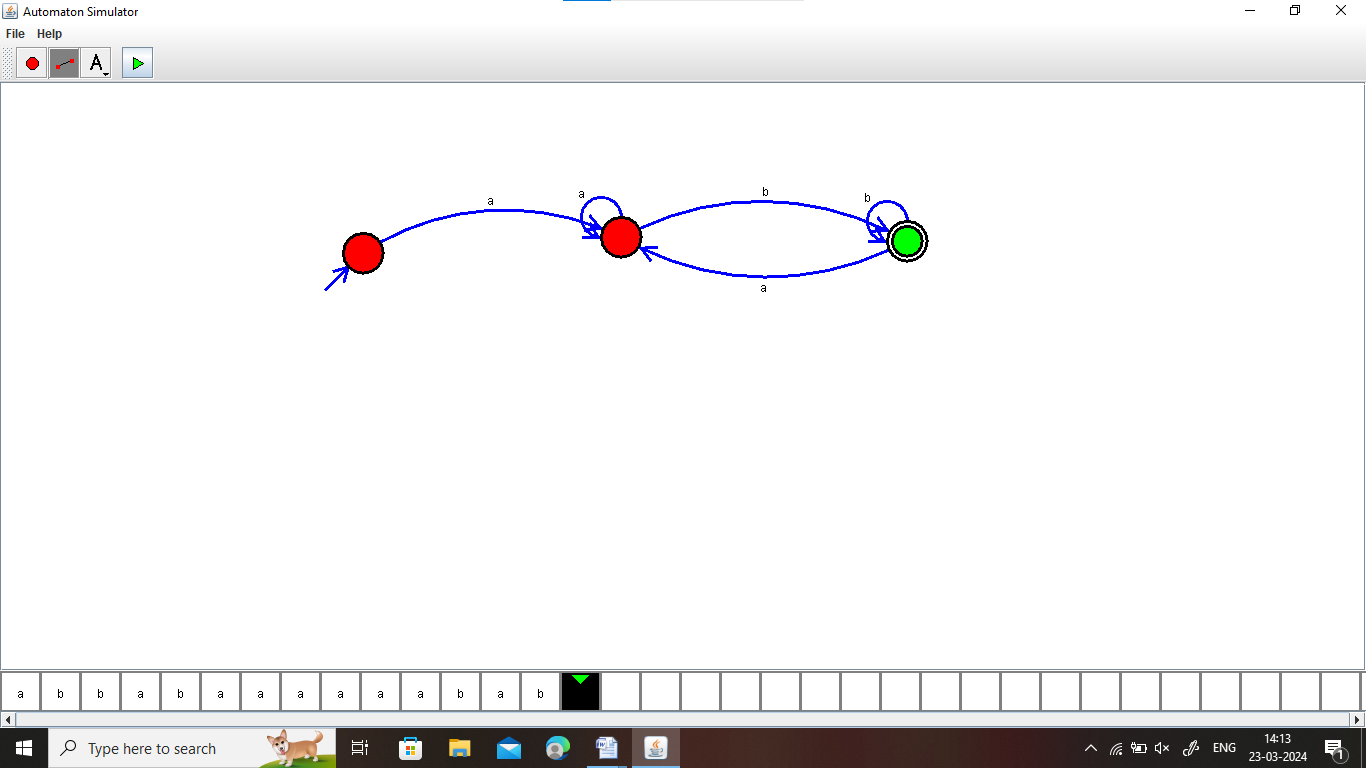 Automaton Simulator
File Help
A
a
a
b
b
a
a b b a b a a a a a a b a b
Type here to search
ENG
14:13
23-03-2024
1